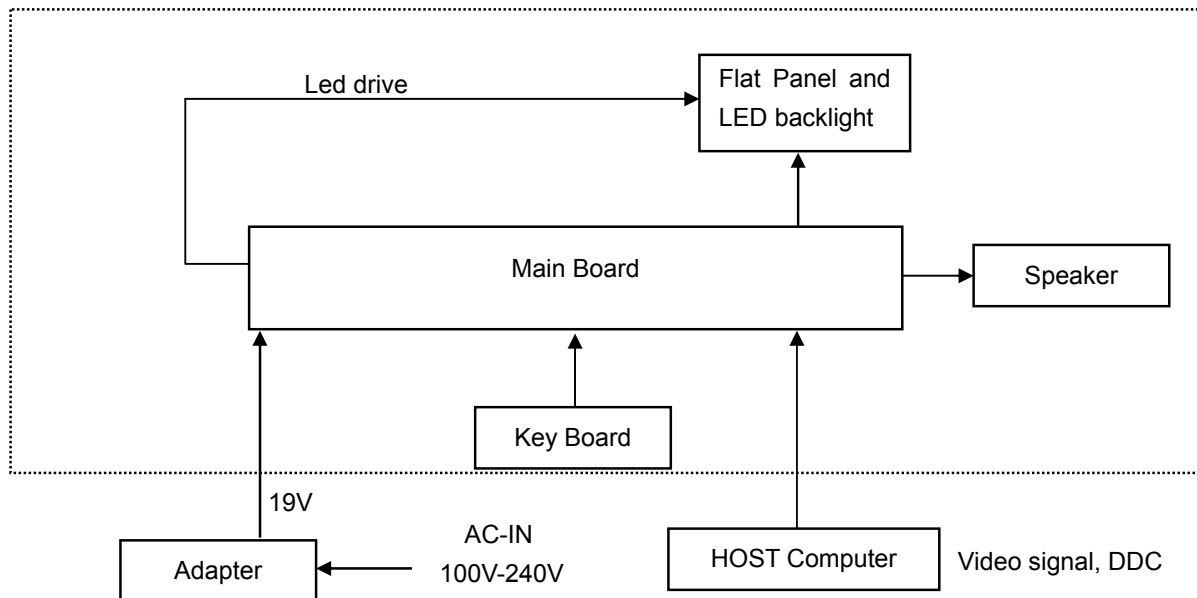 Led drive
Flat Panel and
LED backlight
Main Board
Speaker
Key Board
19V
Adapter
AC-IN
100V-240V
HOST Computer
Video signal, DDC